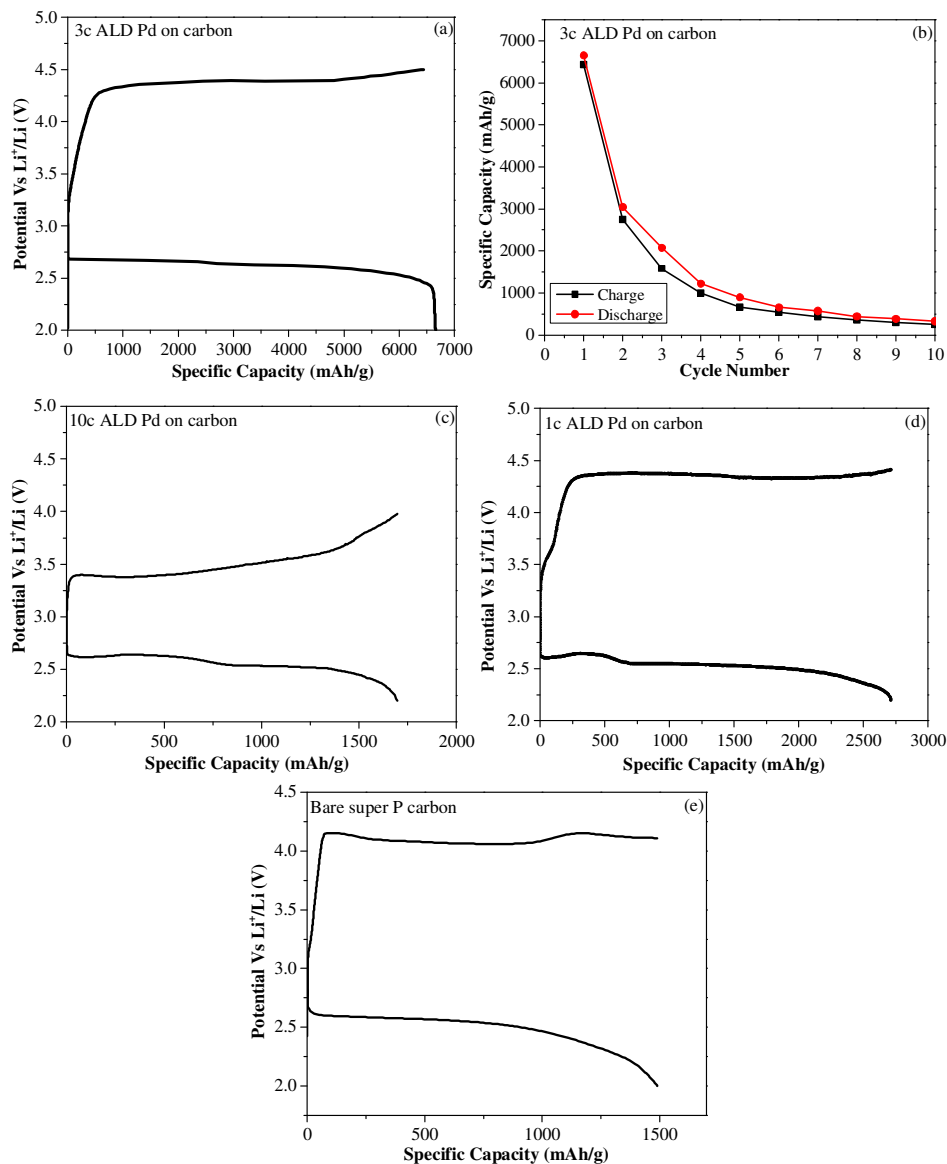 3c ALD Pd on carbon (a)
5.0
4.5
4.0
3.5
3.0
2.5
2.0
Potential Vs Li⁺/Li (V)
0 1000 2000 3000 4000 5000 6000 7000
Specific Capacity (mAh/g)
3c ALD Pd on carbon (b)
7000
6000
5000
4000
3000
2000
1000
0
Specific Capacity (mAh/g)
Charge
Discharge
0 1 2 3 4 5 6 7 8 9 10
Cycle Number
10c ALD Pd on carbon (c)
5.0
4.5
4.0
3.5
3.0
2.5
2.0
Potential Vs Li⁺/Li (V)
0 500 1000 1500 2000
Specific Capacity (mAh/g)
1c ALD Pd on carbon (d)
5.0
4.5
4.0
3.5
3.0
2.5
2.0
Potential Vs Li⁺/Li (V)
0 500 1000 1500 2000 2500 3000
Specific Capacity (mAh/g)
Bare super P carbon (e)
4.5
4.0
3.5
3.0
2.5
2.0
Potential Vs Li⁺/Li (V)
0 500 1000 1500
Specific Capacity (mAh/g)